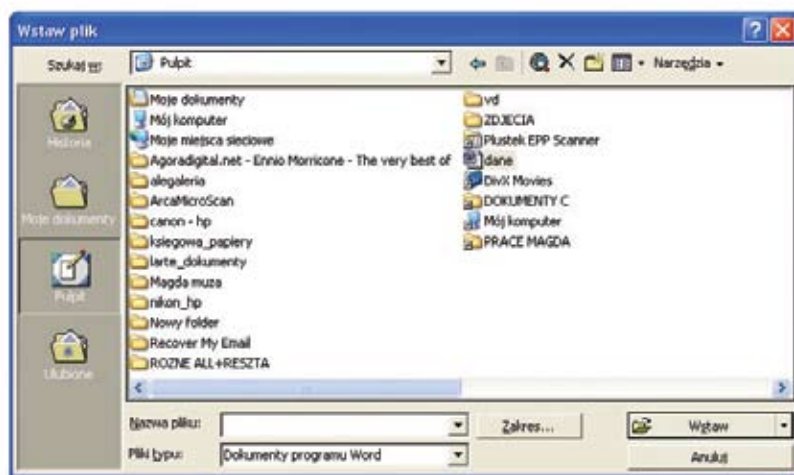 Wstaw plik
Szukaj w: Pulpit Narzędzia
Historia
Moje dokumenty
Pulpit
Ulubione
Moje dokumenty
Mój komputer
Moje miejsca sieciowe
Agoradigital.net - Ennio Morricone - The very best of
alegaleria
ArcaMicroScan
canon - hp
ksiegowa_papiery
larte_dokumenty
Magda muza
nikon_hp
Nowy folder
Recover My Email
ROZNE ALL+RESZTA
vd
ZDJECIA
Plustek EPP Scanner
dane
DivX Movies
DOKUMENTY C
Mój komputer
PRACE MAGDA
Nazwa pliku: Zakres... Wstaw
Pliki typu: Dokumenty programu Word Anuluj